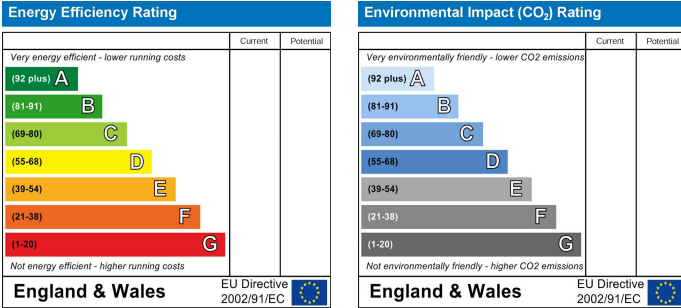 Energy Efficiency Rating
Current Potential
Very energy efficient - lower running costs
(92 plus) A
(81-91) B
(69-80) C
(55-68) D
(39-54) E
(21-38) F
(1-20) G
Not energy efficient - higher running costs
England & Wales
EU Directive
2002/91/EC
Environmental Impact (CO₂) Rating
Current Potential
Very environmentally friendly - lower CO2 emissions
(92 plus) A
(81-91) B
(69-80) C
(55-68) D
(39-54) E
(21-38) F
(1-20) G
Not environmentally friendly - higher CO2 emissions
England & Wales
EU Directive
2002/91/EC